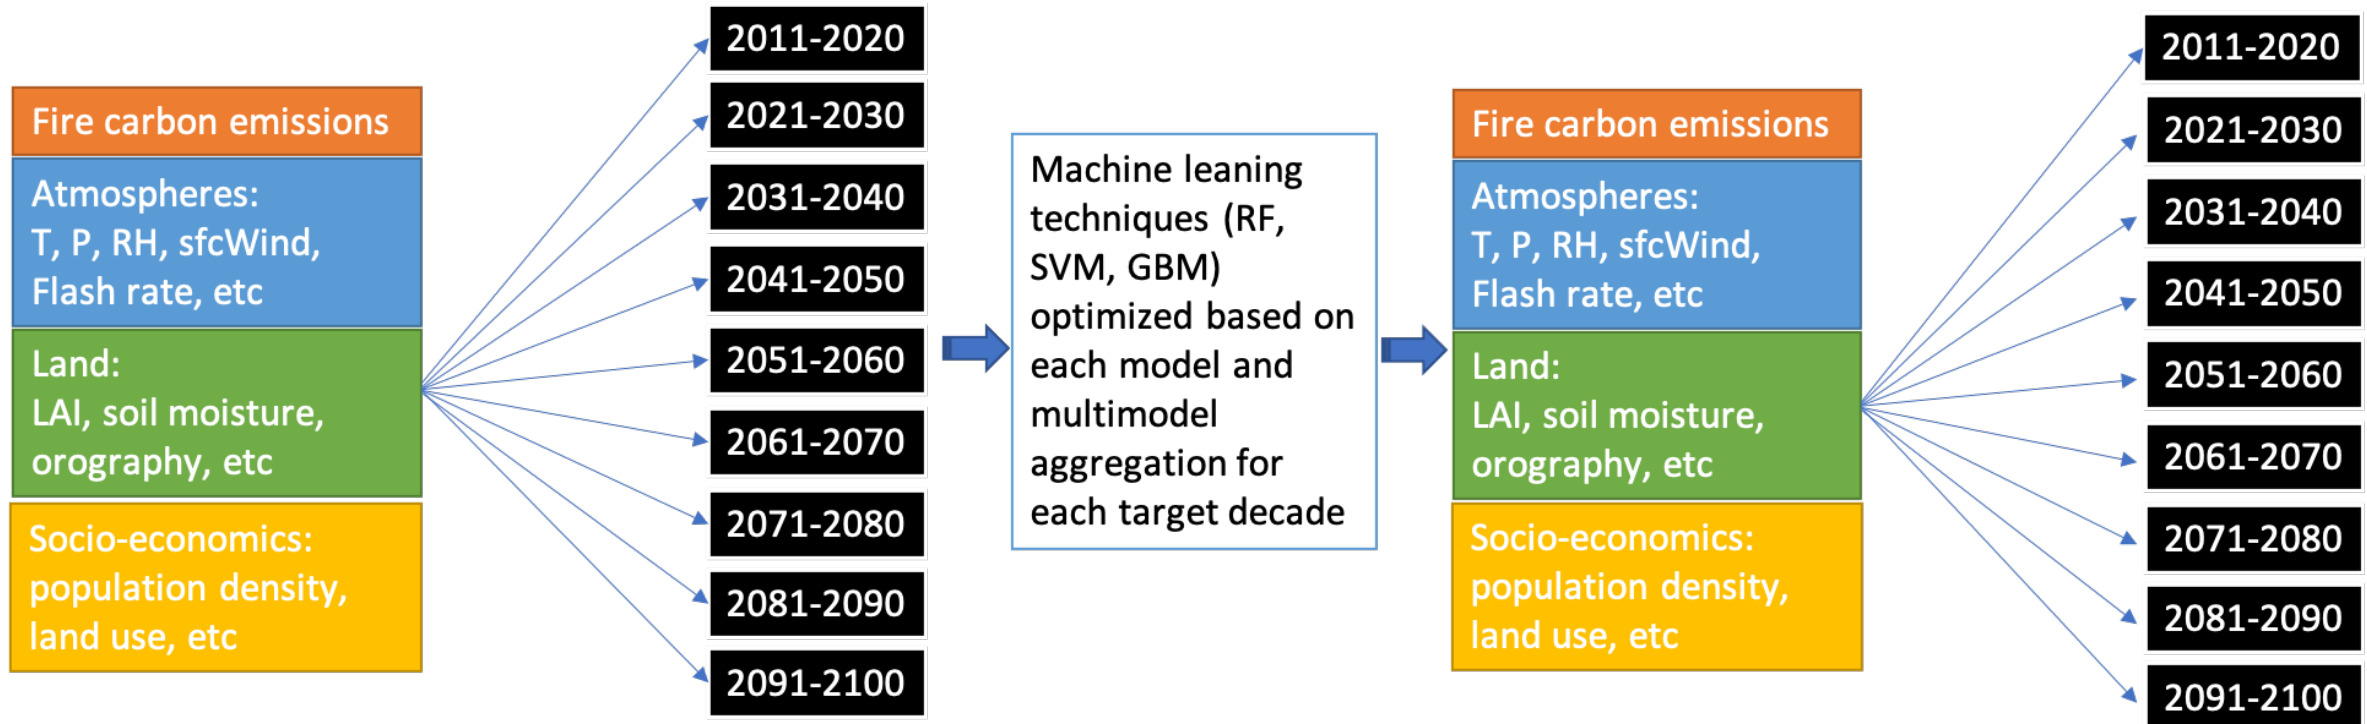 Fire carbon emissions
Atmospheres:
T, P, RH, sfcWind,
Flash rate, etc
Land:
LAI, soil moisture,
orography, etc
Socio-economics:
population density,
land use, etc
2011-2020
2021-2030
2031-2040
2041-2050
2051-2060
2061-2070
2071-2080
2081-2090
2091-2100
Machine leaning
techniques (RF,
SVM, GBM)
optimized based on
each model and
multimodel
aggregation for
each target decade
Fire carbon emissions
Atmospheres:
T, P, RH, sfcWind,
Flash rate, etc
Land:
LAI, soil moisture,
orography, etc
Socio-economics:
population density,
land use, etc
2011-2020
2021-2030
2031-2040
2041-2050
2051-2060
2061-2070
2071-2080
2081-2090
2091-2100